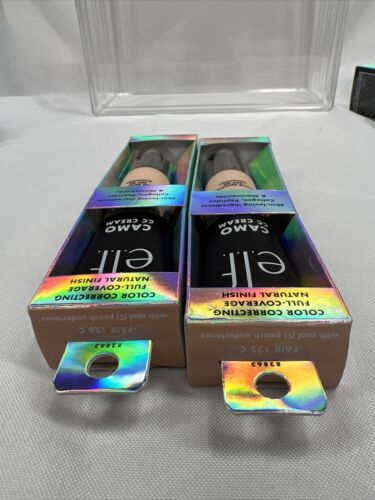 Skin-loving ingredients
Collagen, Peptides
& Niacinamide
CAMO
CC CREAM
e.l.f.
COLOR CORRECTING
FULL-COVERAGE
NATURAL FINISH
-FAIR 125 C-
with cool (C) peach undertones
82863
Skin-loving ingredients
Collagen, Peptides
& Niacinamide
CAMO
CC CREAM
e.l.f.
COLOR CORRECTING
FULL-COVERAGE
NATURAL FINISH
-FAIR 125 C-
with cool (C) peach undertones
82863